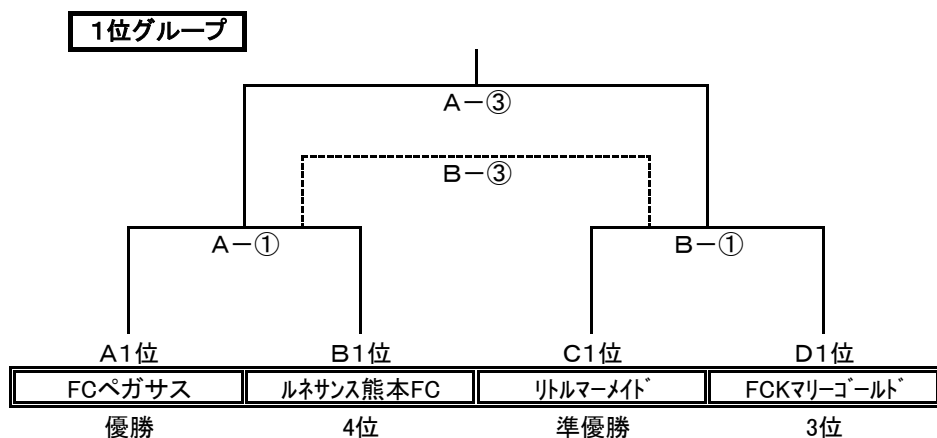 1位グループ
A－③
B－③
A－① B－①
A1位 B1位 C1位 D1位
FCペガサス ルネサンス熊本FC ﾘﾄﾙﾏｰﾒｲﾄﾞ FCKﾏﾘｰｺﾞｰﾙﾄﾞ
優勝 4位 準優勝 3位